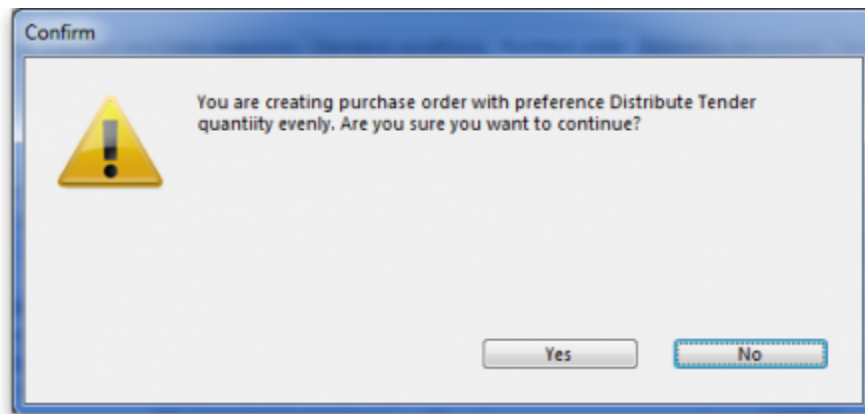 Confirm
You are creating purchase order with preference Distribute Tender
quantiity evenly. Are you sure you want to continue?
Yes
No